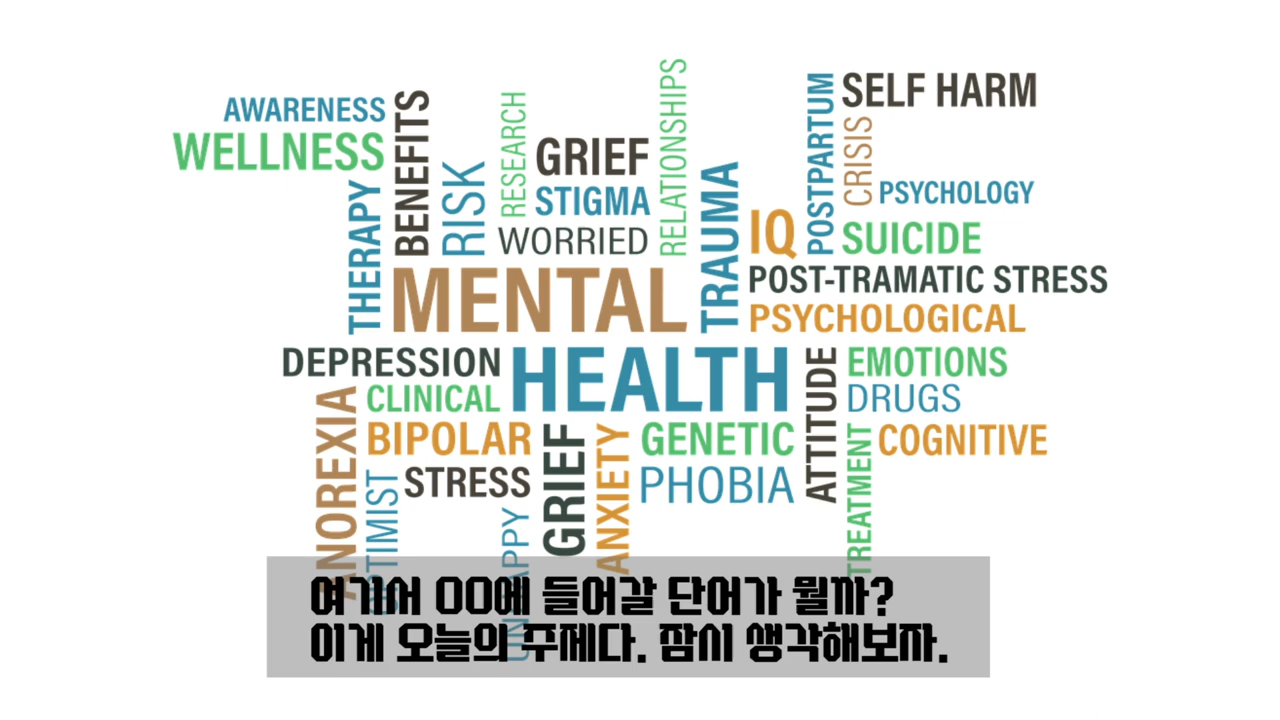 AWARENESS
WELLNESS
THERAPY
BENEFITS
RISK
RESEARCH
GRIEF
STIGMA
WORRIED
RELATIONSHIPS
TRAUMA
IQ
POSTPARTUM
SELF HARM
CRISIS
PSYCHOLOGY
SUICIDE
POST-TRAMATIC STRESS
PSYCHOLOGICAL
MENTAL
HEALTH
DEPRESSION
CLINICAL
ANOREXIA
BIPOLAR
OPTIMIST
STRESS
UNHAPPY
GRIEF
ANXIETY
GENETIC
PHOBIA
ATTITUDE
EMOTIONS
DRUGS
TREATMENT
COGNITIVE
여기서 OO에 들어갈 단어가 뭘까?
이게 오늘의 주제다. 잠시 생각해보자.